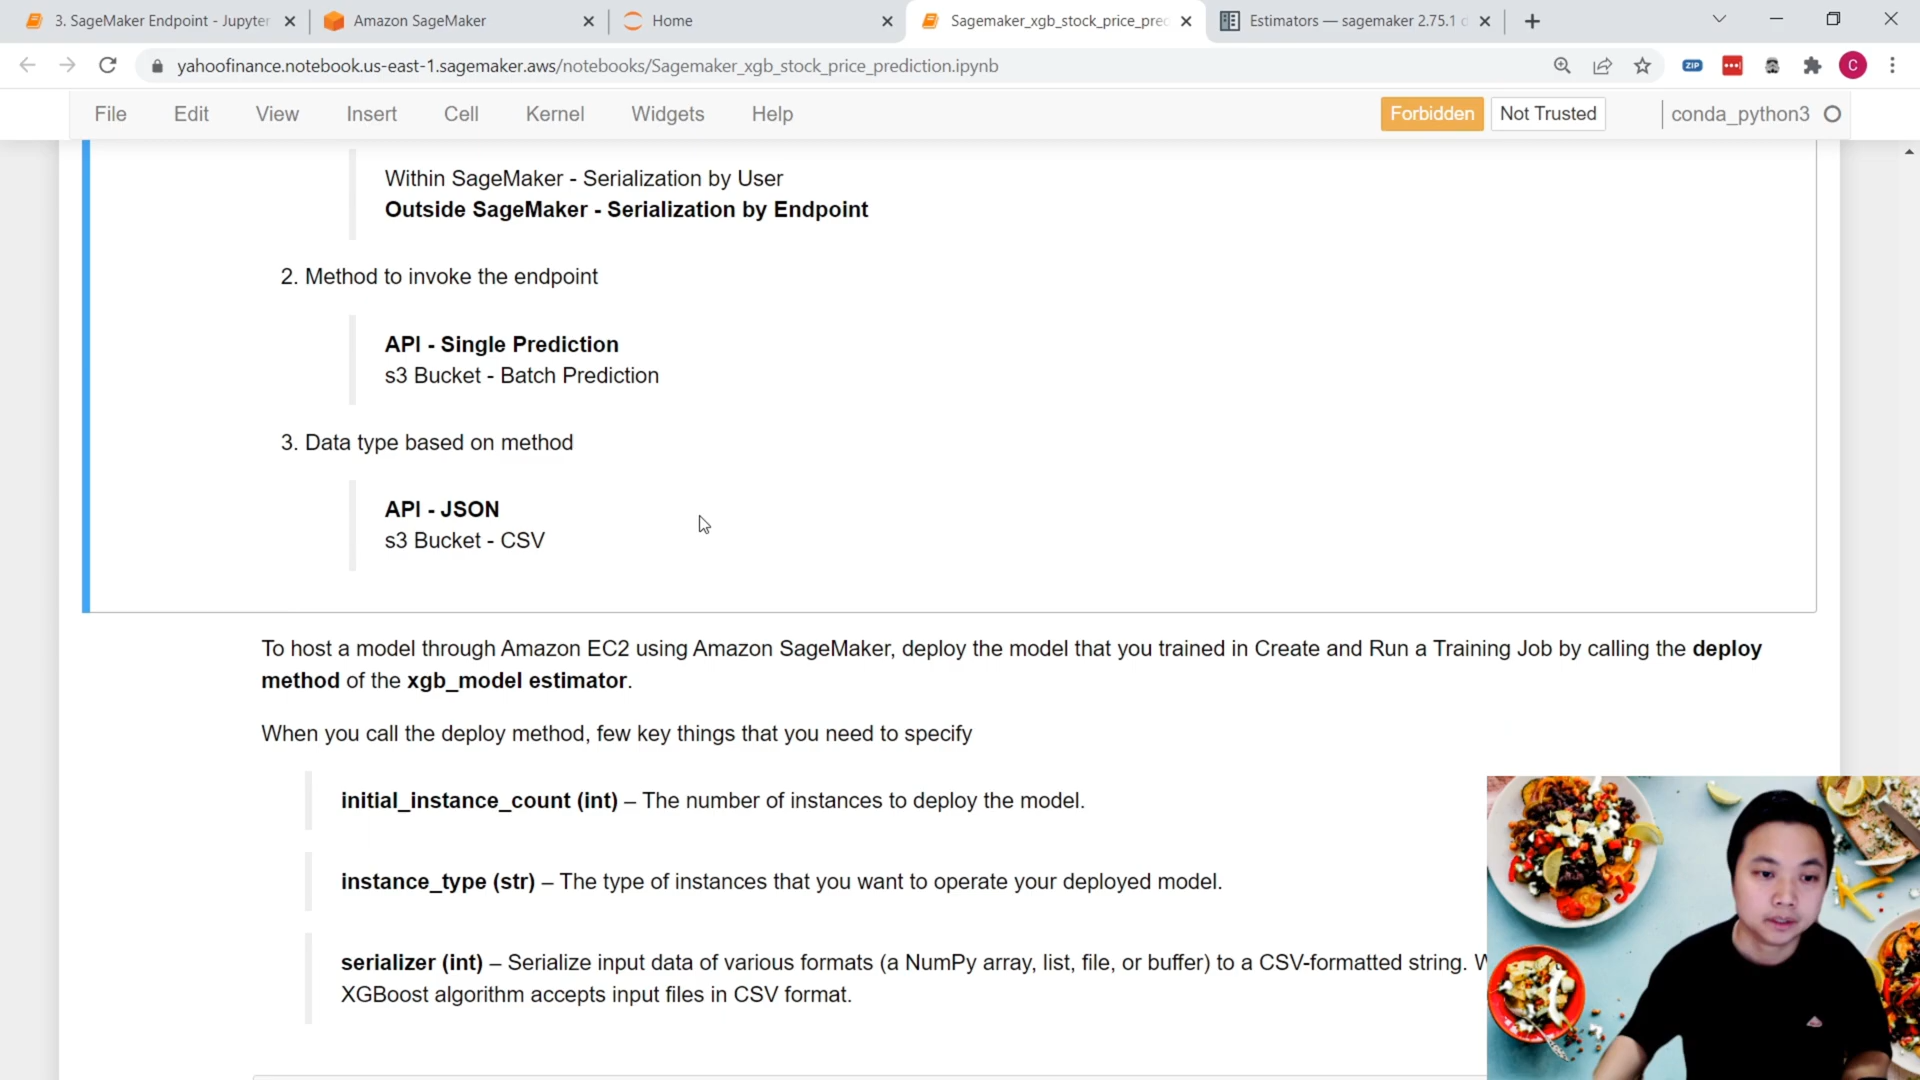 3. SageMaker Endpoint - Jupyter
Amazon SageMaker
Home
Sagemaker_xgb_stock_price_pred
Estimators — sagemaker 2.75.1 d
yahoofinance.notebook.us-east-1.sagemaker.aws/notebooks/Sagemaker_xgb_stock_price_prediction.ipynb
ZIP
C
File Edit View Insert Cell Kernel Widgets Help
Forbidden
Not Trusted
conda_python3
Within SageMaker - Serialization by User
Outside SageMaker - Serialization by Endpoint
2. Method to invoke the endpoint
API - Single Prediction
s3 Bucket - Batch Prediction
3. Data type based on method
API - JSON
s3 Bucket - CSV
To host a model through Amazon EC2 using Amazon SageMaker, deploy the model that you trained in Create and Run a Training Job by calling the deploy
method of the xgb_model estimator.
When you call the deploy method, few key things that you need to specify
initial_instance_count (int) – The number of instances to deploy the model.
instance_type (str) – The type of instances that you want to operate your deployed model.
serializer (int) – Serialize input data of various formats (a NumPy array, list, file, or buffer) to a CSV-formatted string.
XGBoost algorithm accepts input files in CSV format.